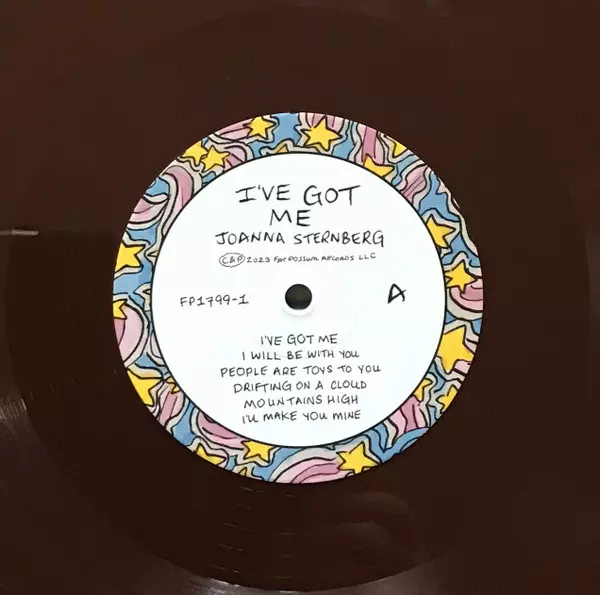 I'VE GOT
ME
JOANNA STERNBERG
C&P 2023 FAT POSSUM RECORDS LLC
FP1799-1
A
I'VE GOT ME
I WILL BE WITH YOU
PEOPLE ARE TOYS TO YOU
DRIFTING ON A CLOUD
MOUNTAINS HIGH
I'LL MAKE YOU MINE